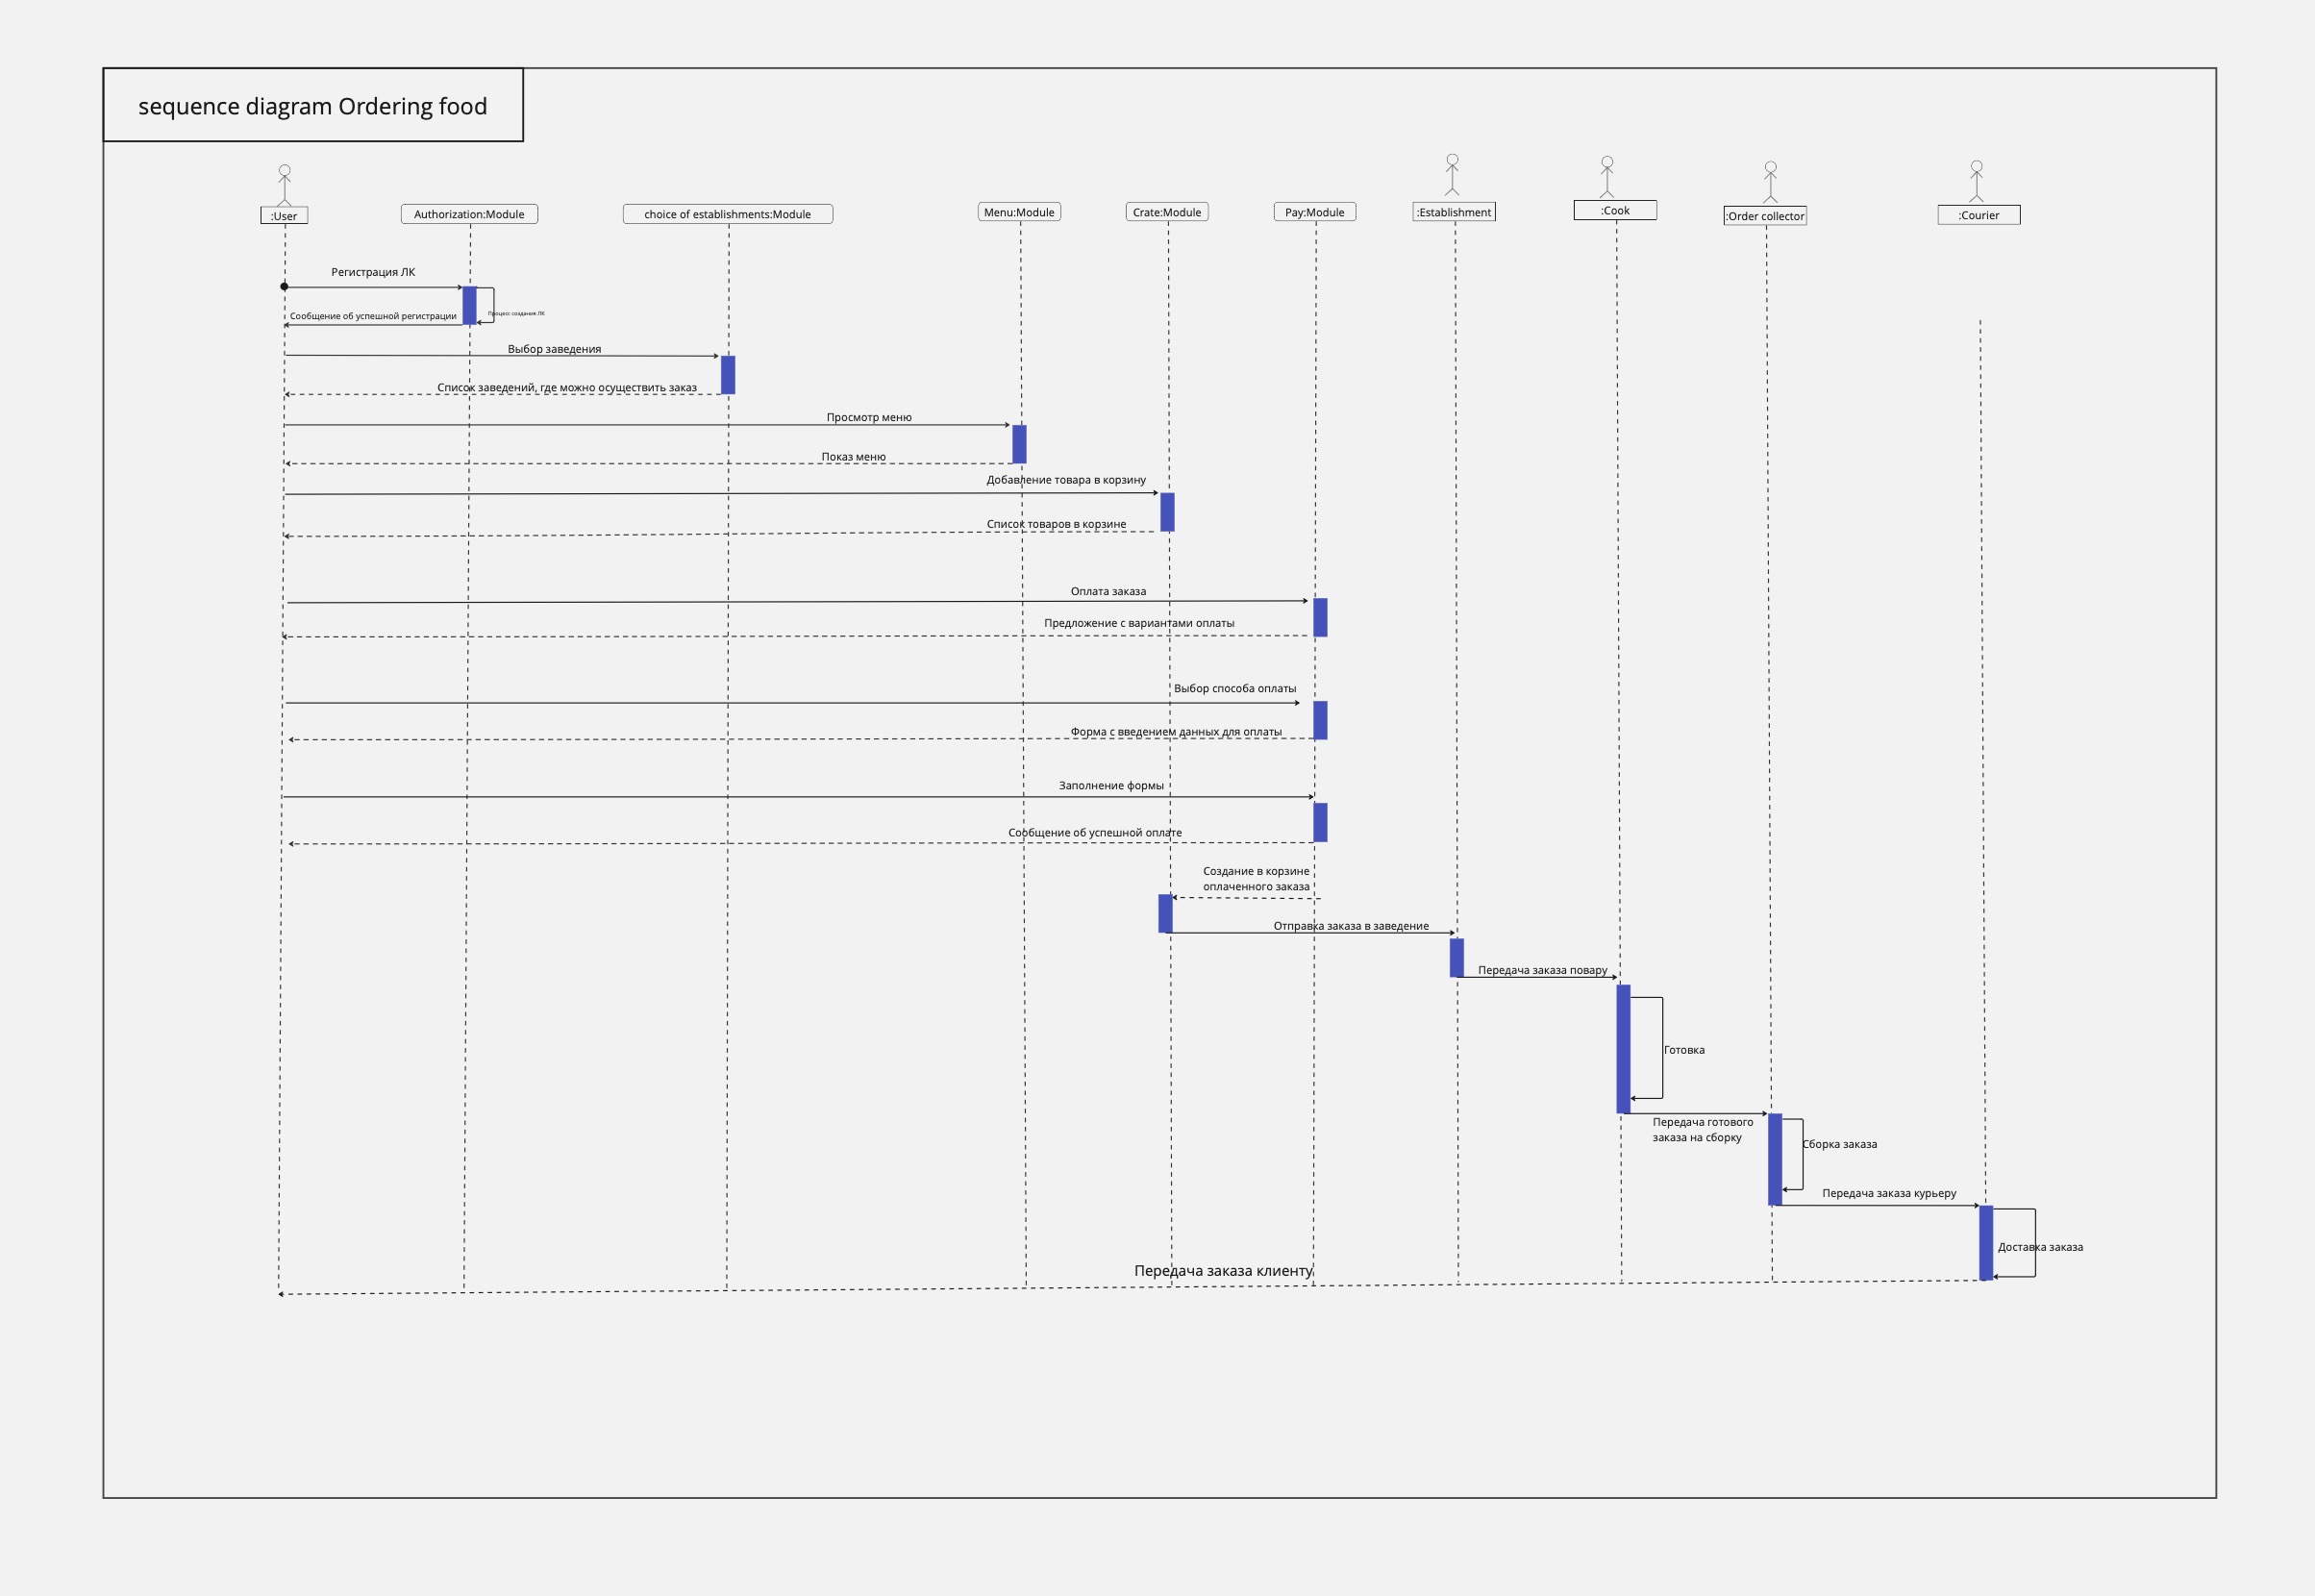 sequence diagram Ordering food
:User
Authorization:Module
choice of establishments:Module
Menu:Module
Crate:Module
Pay:Module
:Establishment
:Cook
:Order collector
:Courier
Регистрация ЛК
Процесс создания ЛК
Сообщение об успешной регистрации
Выбор заведения
Список заведений, где можно осуществить заказ
Просмотр меню
Показ меню
Добавление товара в корзину
Список товаров в корзине
Оплата заказа
Предложение с вариантами оплаты
Выбор способа оплаты
Форма с введением данных для оплаты
Заполнение формы
Сообщение об успешной оплате
Создание в корзине
оплаченного заказа
Отправка заказа в заведение
Передача заказа повару
Готовка
Передача готового
заказа на сборку
Сборка заказа
Передача заказа курьеру
Доставка заказа
Передача заказа клиенту